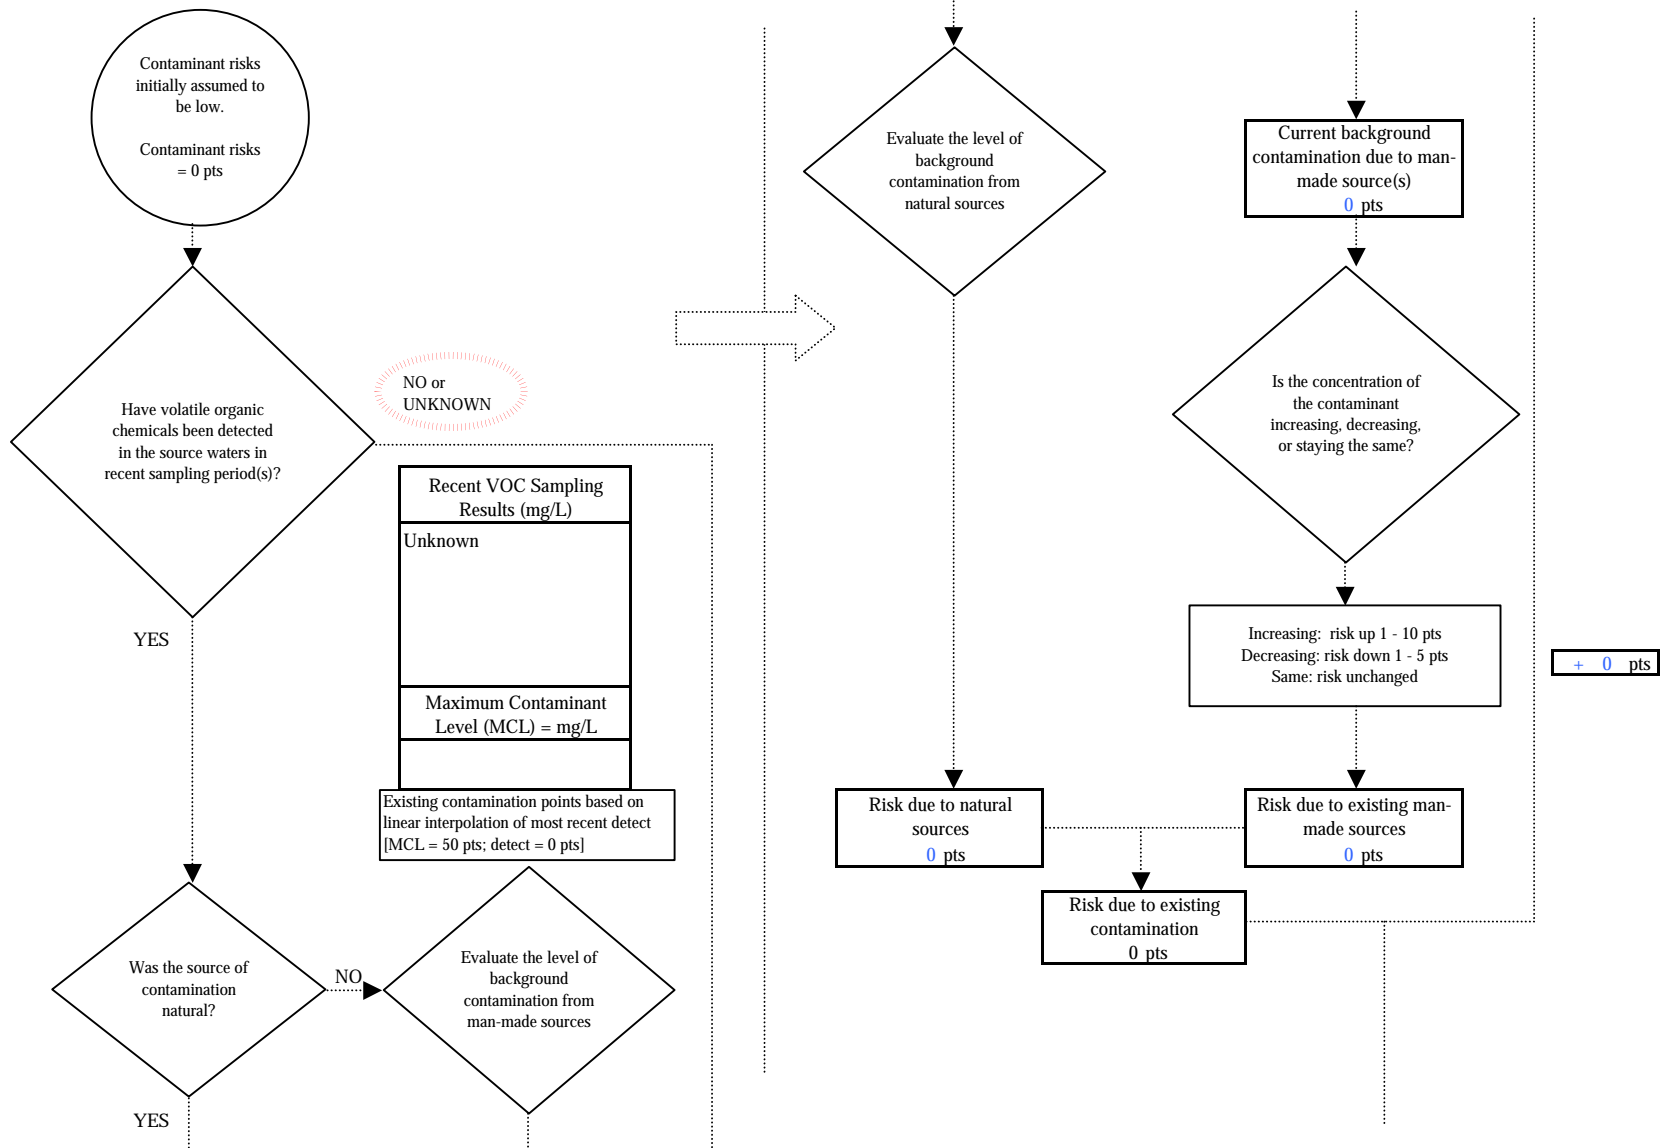 Contaminant risks
initially assumed to
be low.
Contaminant risks
= 0 pts
Have volatile organic
chemicals been detected
in the source waters in
recent sampling period(s)?
NO or
UNKNOWN
YES
Recent VOC Sampling
Results (mg/L)
Unknown
Maximum Contaminant
Level (MCL) = mg/L
Existing contamination points based on
linear interpolation of most recent detect
[MCL = 50 pts; detect = 0 pts]
Was the source of
contamination
natural?
NO
YES
Evaluate the level of
background
contamination from
man-made sources
Evaluate the level of
background
contamination from
natural sources
Current background
contamination due to man-
made source(s)
0 pts
Is the concentration of
the contaminant
increasing, decreasing,
or staying the same?
Increasing: risk up 1 - 10 pts
Decreasing: risk down 1 - 5 pts
Same: risk unchanged
+ 0 pts
Risk due to natural
sources
0 pts
Risk due to existing man-
made sources
0 pts
Risk due to existing
contamination
0 pts